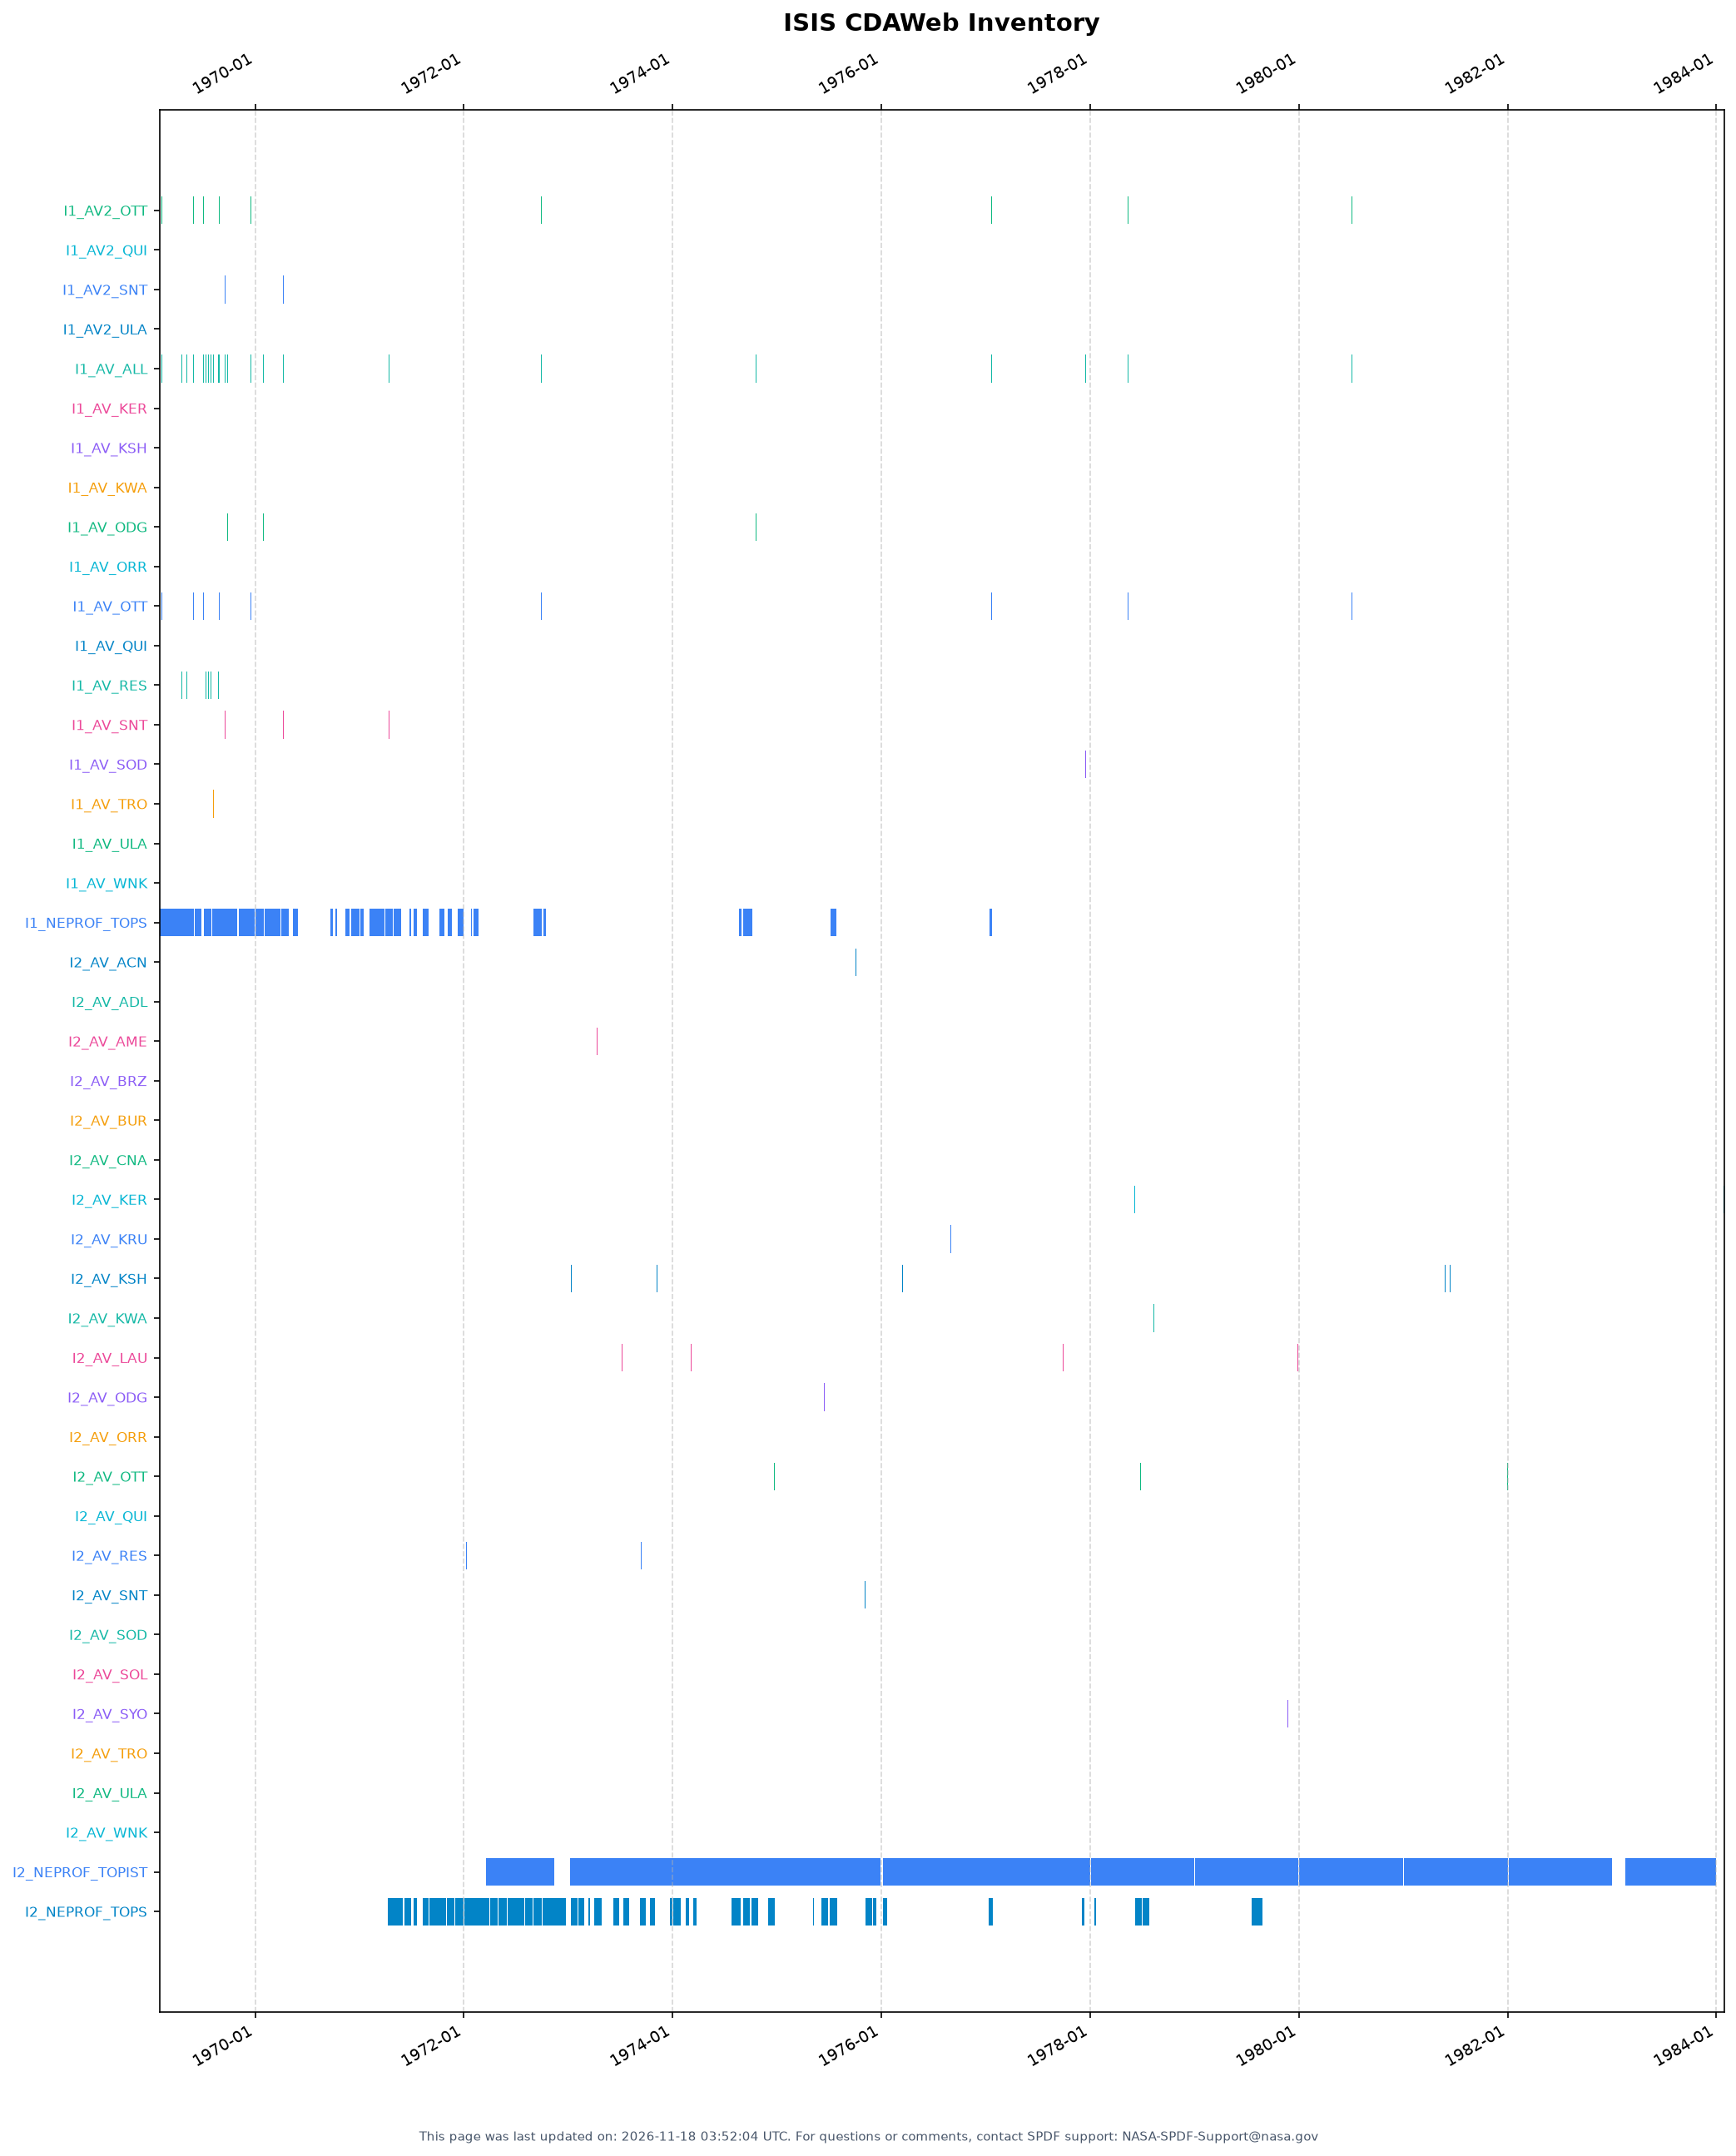 ISIS CDAWeb Inventory
1970-01 1972-01 1974-01 1976-01 1978-01 1980-01 1982-01 1984-01
I1_AV2_OTT
I1_AV2_QUI
I1_AV2_SNT
I1_AV2_ULA
I1_AV_ALL
I1_AV_KER
I1_AV_KSH
I1_AV_KWA
I1_AV_ODG
I1_AV_ORR
I1_AV_OTT
I1_AV_QUI
I1_AV_RES
I1_AV_SNT
I1_AV_SOD
I1_AV_TRO
I1_AV_ULA
I1_AV_WNK
I1_NEPROF_TOPS
I2_AV_ACN
I2_AV_ADL
I2_AV_AME
I2_AV_BRZ
I2_AV_BUR
I2_AV_CNA
I2_AV_KER
I2_AV_KRU
I2_AV_KSH
I2_AV_KWA
I2_AV_LAU
I2_AV_ODG
I2_AV_ORR
I2_AV_OTT
I2_AV_QUI
I2_AV_RES
I2_AV_SNT
I2_AV_SOD
I2_AV_SOL
I2_AV_SYO
I2_AV_TRO
I2_AV_ULA
I2_AV_WNK
I2_NEPROF_TOPIST
I2_NEPROF_TOPS
1970-01 1972-01 1974-01 1976-01 1978-01 1980-01 1982-01 1984-01
This page was last updated on: 2026-11-18 03:52:04 UTC. For questions or comments, contact SPDF support: NASA-SPDF-Support@nasa.gov